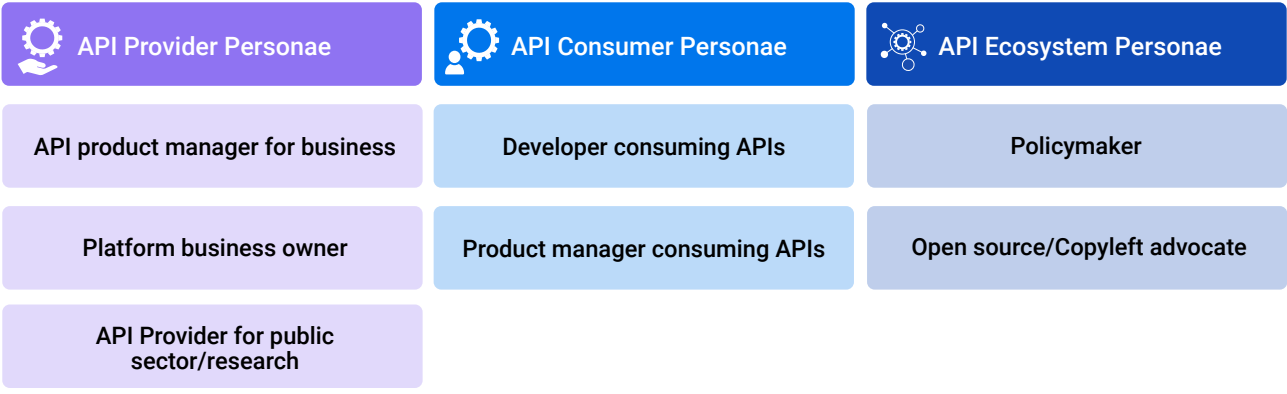 API Provider Personae
API Consumer Personae
API Ecosystem Personae
API product manager for business
Developer consuming APIs
Policymaker
Platform business owner
Product manager consuming APIs
Open source/Copyleft advocate
API Provider for public
sector/research